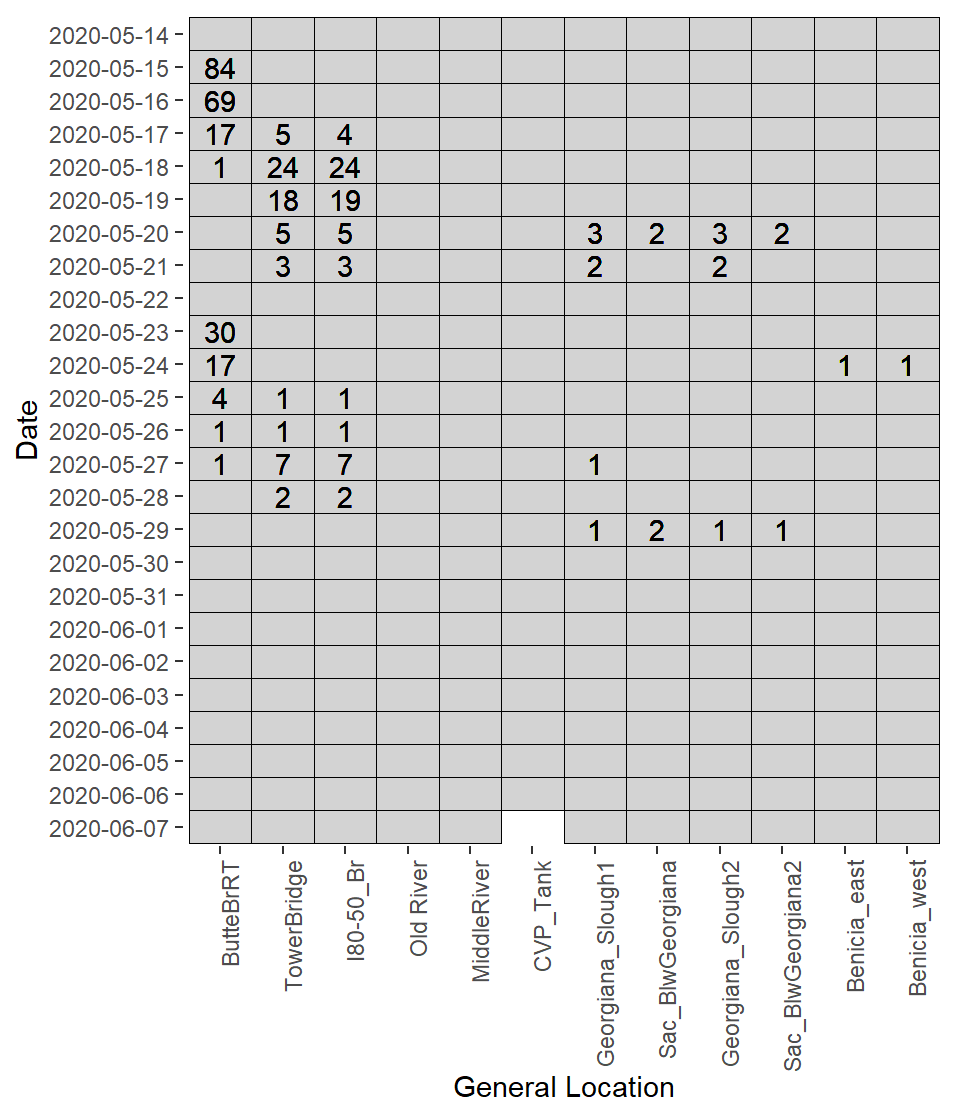 2020-05-14
2020-05-15 84
2020-05-16 69
2020-05-17 17 5 4
2020-05-18 1 24 24
2020-05-19 18 19
2020-05-20 5 5 3 2 3 2
2020-05-21 3 3 2 2
2020-05-22
2020-05-23 30
2020-05-24 17 1 1
2020-05-25 4 1 1
2020-05-26 1 1 1
2020-05-27 1 7 7 1
2020-05-28 2 2
2020-05-29 1 2 1 1
2020-05-30
2020-05-31
2020-06-01
2020-06-02
2020-06-03
2020-06-04
2020-06-05
2020-06-06
2020-06-07
Date
ButteBrRT
TowerBridge
I80-50_Br
Old River
MiddleRiver
CVP_Tank
Georgiana_Slough1
Sac_BlwGeorgiana
Georgiana_Slough2
Sac_BlwGeorgiana2
Benicia_east
Benicia_west
General Location